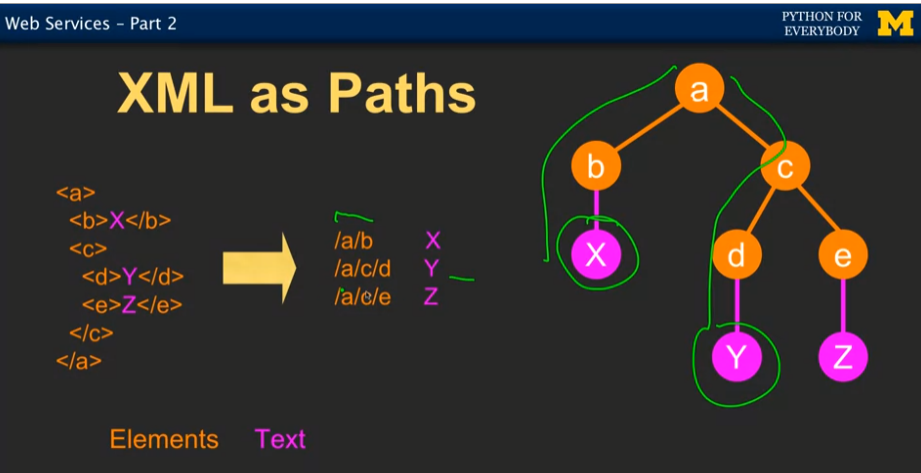 Web Services – Part 2
PYTHON FOR
EVERYBODY
M
XML as Paths
<a>
<b>X</b>
<c>
<d>Y</d>
<e>Z</e>
</c>
</a>
/a/b X
/a/c/d Y
/a/c/e Z
a
b
c
X
d
e
Y
Z
Elements Text